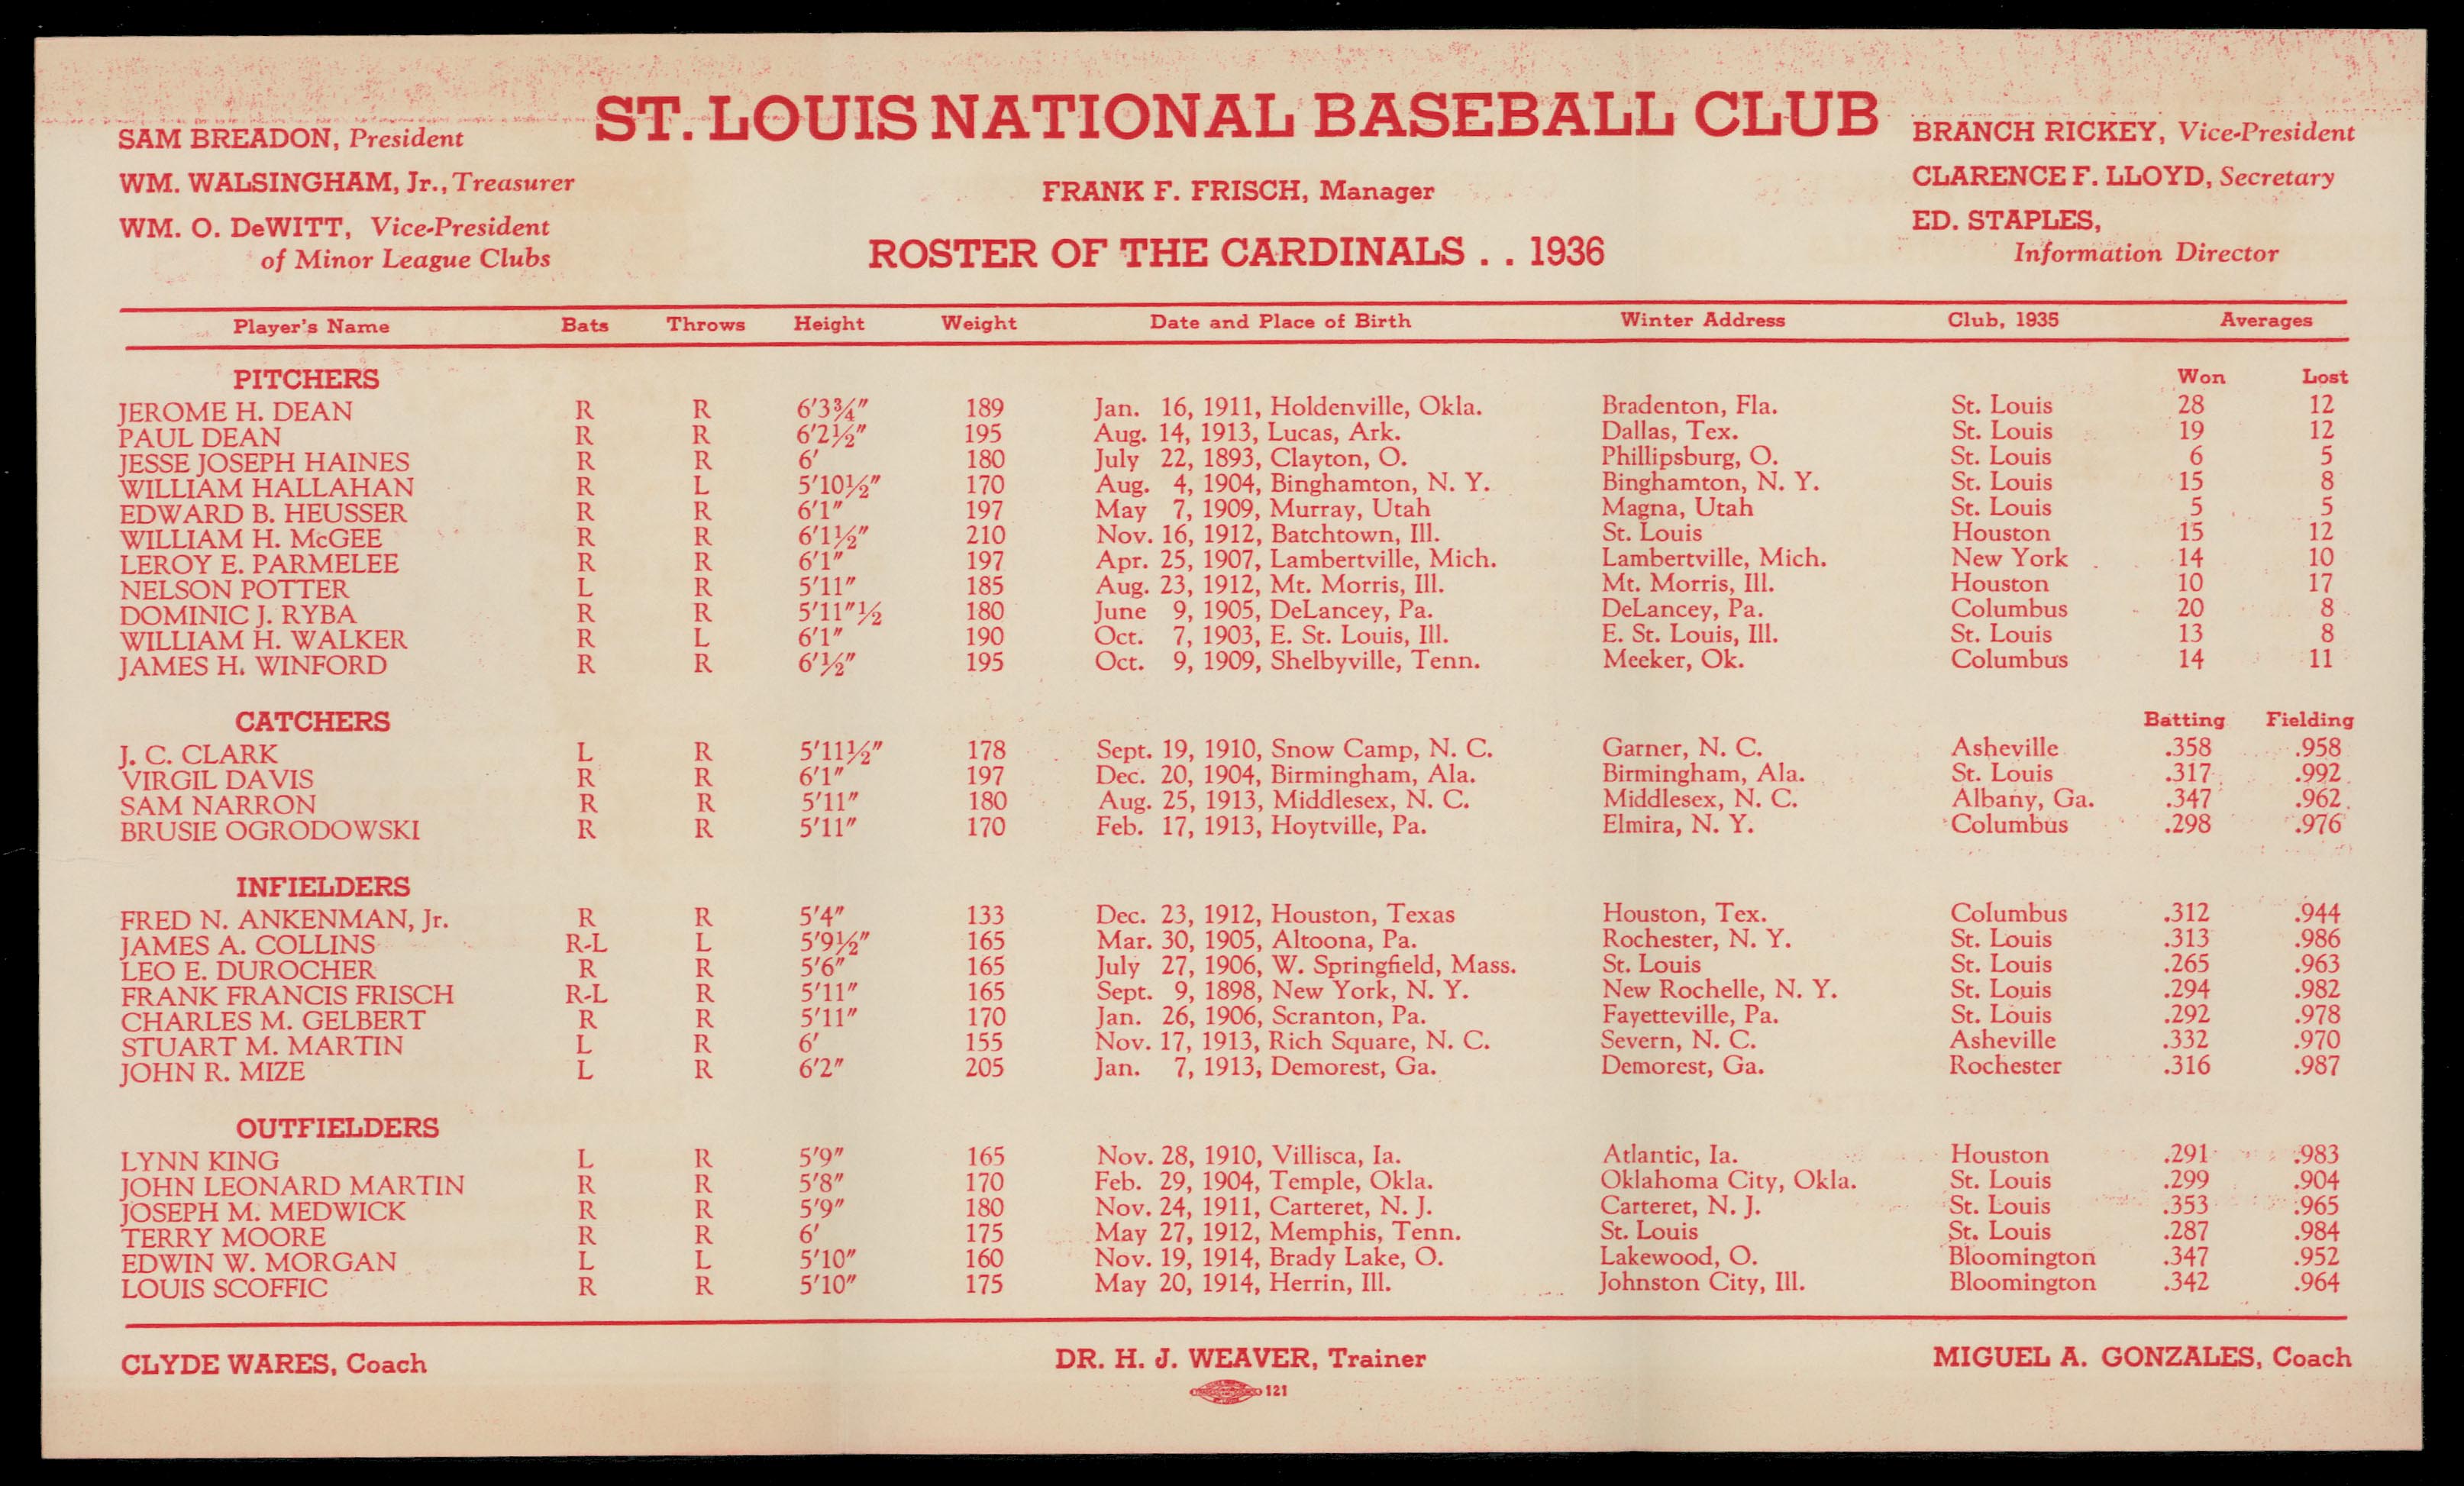 ST. LOUIS NATIONAL BASEBALL CLUB
SAM BREADON, President
WM. WALSINGHAM, Jr., Treasurer
WM. O. DeWITT, Vice-President
of Minor League Clubs
FRANK F. FRISCH, Manager
ROSTER OF THE CARDINALS . . 1936
BRANCH RICKEY, Vice-President
CLARENCE F. LLOYD, Secretary
ED. STAPLES,
Information Director
Player's Name Bats Throws Height Weight Date and Place of Birth Winter Address Club, 1935 Averages
PITCHERS Won Lost
JEROME H. DEAN R R 6'3¾" 189 Jan. 16, 1911, Holdenville, Okla. Bradenton, Fla. St. Louis 28 12
PAUL DEAN R R 6'2½" 195 Aug. 14, 1913, Lucas, Ark. Dallas, Tex. St. Louis 19 12
JESSE JOSEPH HAINES R R 6' 180 July 22, 1893, Clayton, O. Phillipsburg, O. St. Louis 6 5
WILLIAM HALLAHAN R L 5'10½" 170 Aug. 4, 1904, Binghamton, N. Y. Binghamton, N. Y. St. Louis 15 8
EDWARD B. HEUSSER R R 6'1" 197 May 7, 1909, Murray, Utah Magna, Utah St. Louis 5 5
WILLIAM H. McGEE R R 6'1½" 210 Nov. 16, 1912, Batchtown, Ill. St. Louis Houston 15 12
LEROY E. PARMELEE R R 6'1" 197 Apr. 25, 1907, Lambertville, Mich. Lambertville, Mich. New York 14 10
NELSON POTTER L R 5'11" 185 Aug. 23, 1912, Mt. Morris, Ill. Mt. Morris, Ill. Houston 10 17
DOMINIC J. RYBA R R 5'11"½ 180 June 9, 1905, DeLancey, Pa. DeLancey, Pa. Columbus 20 8
WILLIAM H. WALKER R L 6'1" 190 Oct. 7, 1903, E. St. Louis, Ill. E. St. Louis, Ill. St. Louis 13 8
JAMES H. WINFORD R R 6'½" 195 Oct. 9, 1909, Shelbyville, Tenn. Meeker, Ok. Columbus 14 11
CATCHERS Batting Fielding
J. C. CLARK L R 5'11½" 178 Sept. 19, 1910, Snow Camp, N. C. Garner, N. C. Asheville .358 .958
VIRGIL DAVIS R R 6'1" 197 Dec. 20, 1904, Birmingham, Ala. Birmingham, Ala. St. Louis .317 .992
SAM NARRON R R 5'11" 180 Aug. 25, 1913, Middlesex, N. C. Middlesex, N. C. Albany, Ga. .347 .962
BRUSIE OGRODOWSKI R R 5'11" 170 Feb. 17, 1913, Hoytville, Pa. Elmira, N. Y. Columbus .298 .976
INFIELDERS
FRED N. ANKENMAN, Jr. R R 5'4" 133 Dec. 23, 1912, Houston, Texas Houston, Tex. Columbus .312 .944
JAMES A. COLLINS R-L L 5'9½" 165 Mar. 30, 1905, Altoona, Pa. Rochester, N. Y. St. Louis .313 .986
LEO E. DUROCHER R R 5'6" 165 July 27, 1906, W. Springfield, Mass. St. Louis St. Louis .265 .963
FRANK FRANCIS FRISCH R-L R 5'11" 165 Sept. 9, 1898, New York, N. Y. New Rochelle, N. Y. St. Louis .294 .982
CHARLES M. GELBERT R R 5'11" 170 Jan. 26, 1906, Scranton, Pa. Fayetteville, Pa. St. Louis .292 .978
STUART M. MARTIN L R 6' 155 Nov. 17, 1913, Rich Square, N. C. Severn, N. C. Asheville .332 .970
JOHN R. MIZE L R 6'2" 205 Jan. 7, 1913, Demorest, Ga. Demorest, Ga. Rochester .316 .987
OUTFIELDERS
LYNN KING L R 5'9" 165 Nov. 28, 1910, Villisca, Ia. Atlantic, Ia. Houston .291 .983
JOHN LEONARD MARTIN R R 5'8" 170 Feb. 29, 1904, Temple, Okla. Oklahoma City, Okla. St. Louis .299 .904
JOSEPH M. MEDWICK R R 5'9" 180 Nov. 24, 1911, Carteret, N. J. Carteret, N. J. St. Louis .353 .965
TERRY MOORE R R 6' 175 May 27, 1912, Memphis, Tenn. St. Louis St. Louis .287 .984
EDWIN W. MORGAN L L 5'10" 160 Nov. 19, 1914, Brady Lake, O. Lakewood, O. Bloomington .347 .952
LOUIS SCOFFIC R R 5'10" 175 May 20, 1914, Herrin, Ill. Johnston City, Ill. Bloomington .342 .964
CLYDE WARES, Coach DR. H. J. WEAVER, Trainer MIGUEL A. GONZALES, Coach
121